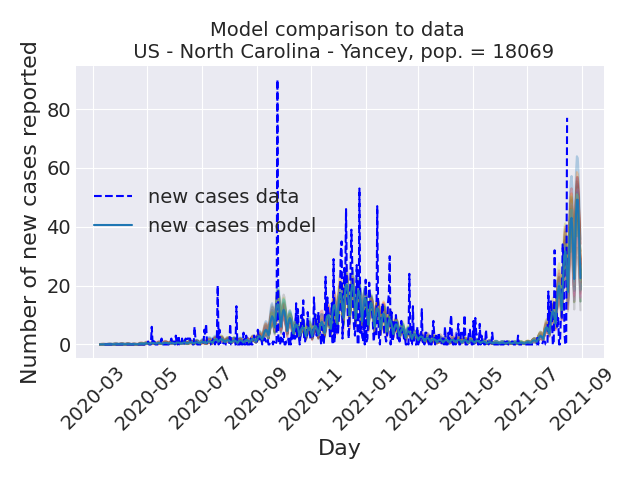 Model comparison to data
US - North Carolina - Yancey, pop. = 18069
Number of new cases reported
80
60
40
20
0
new cases data
new cases model
2020-03
2020-05
2020-07
2020-09
2020-11
2021-01
2021-03
2021-05
2021-07
2021-09
Day